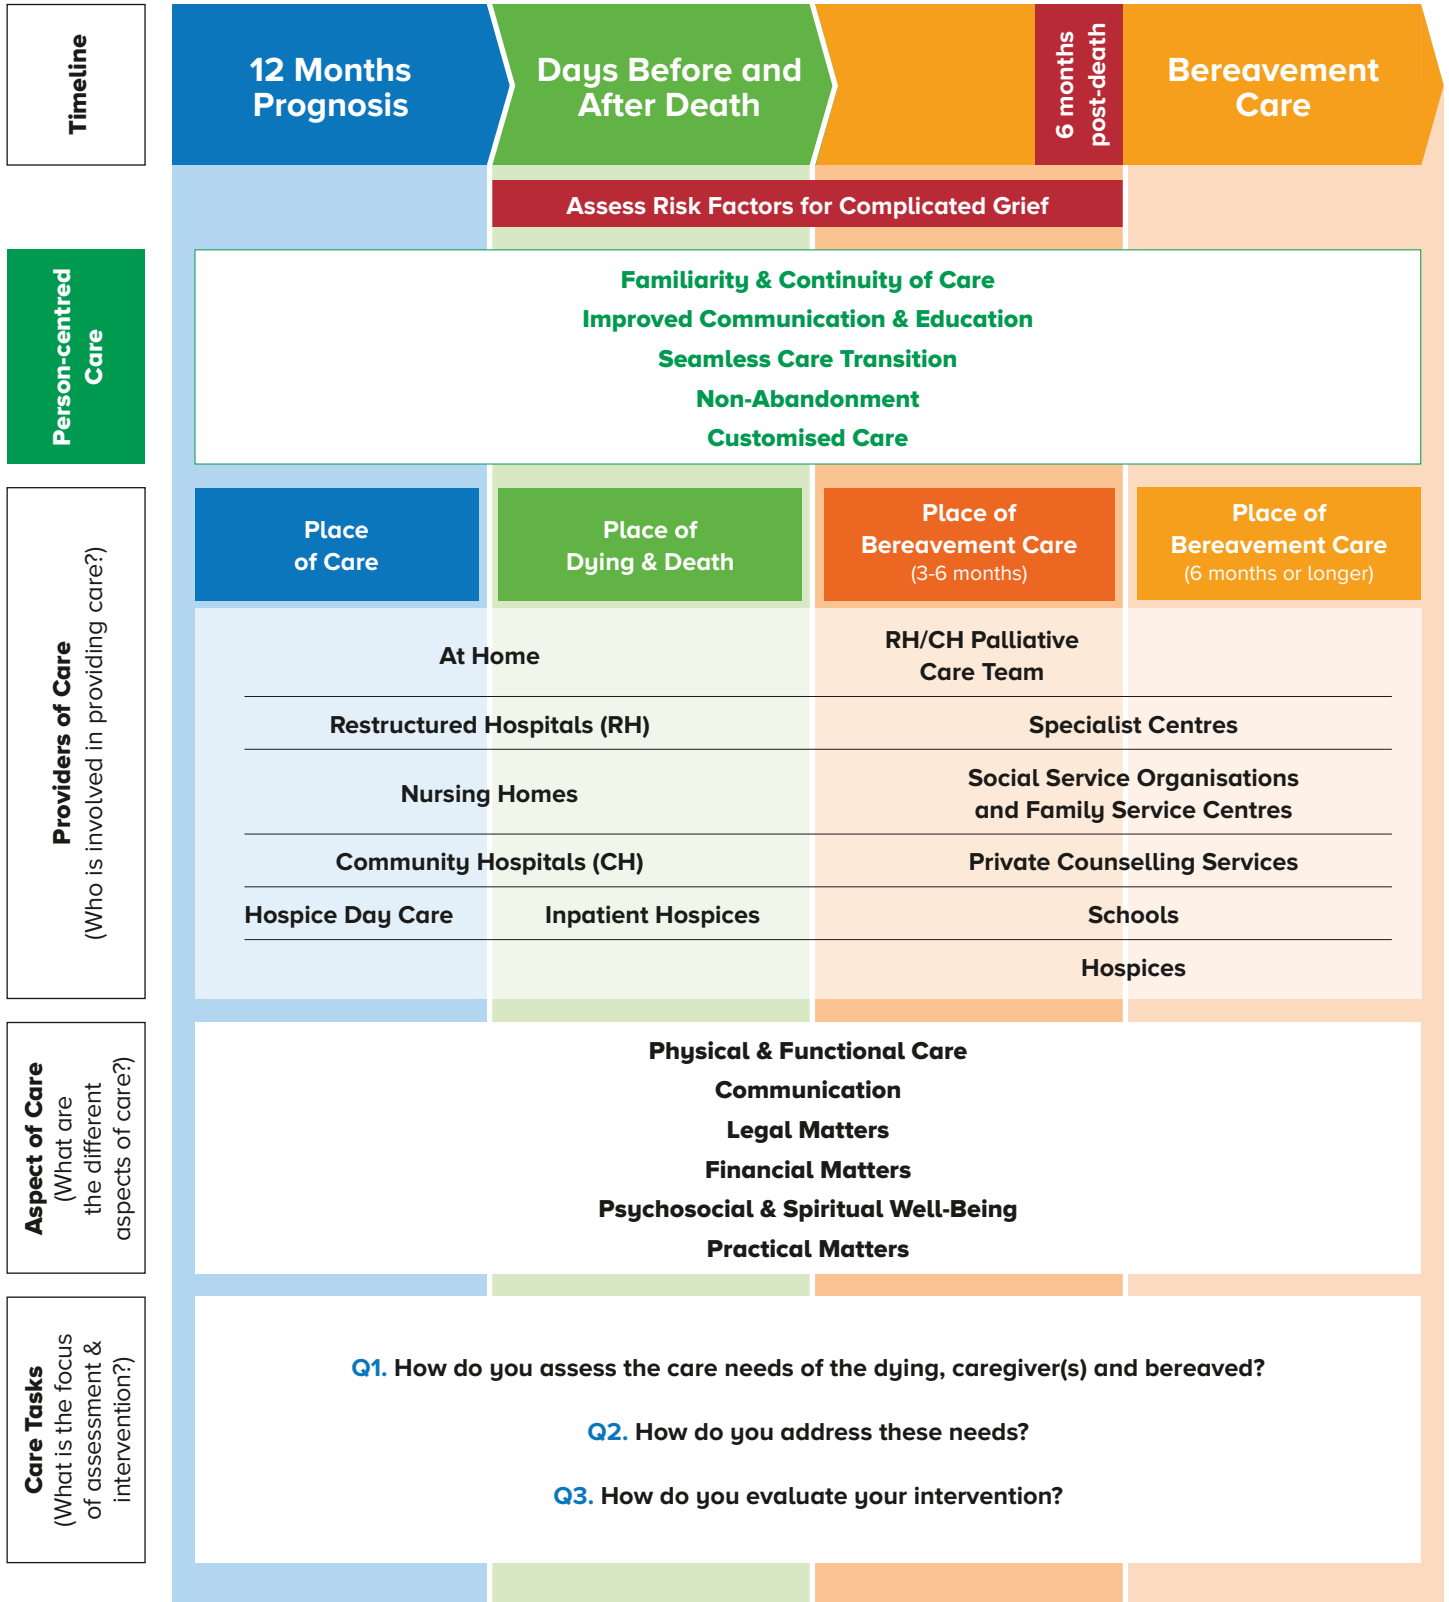 Timeline
12 Months
Prognosis
Days Before and
After Death
6 months
post-death
Bereavement
Care
Assess Risk Factors for Complicated Grief
Person-centred
Care
Familiarity & Continuity of Care
Improved Communication & Education
Seamless Care Transition
Non-Abandonment
Customised Care
Providers of Care
(Who is involved in providing care?)
Place
of Care
Place of
Dying & Death
Place of
Bereavement Care
(3-6 months)
Place of
Bereavement Care
(6 months or longer)
At Home
RH/CH Palliative
Care Team
Restructured Hospitals (RH)
Specialist Centres
Nursing Homes
Social Service Organisations
and Family Service Centres
Community Hospitals (CH)
Private Counselling Services
Hospice Day Care
Inpatient Hospices
Schools
Hospices
Aspect of Care
(What are
the different
aspects of care?)
Physical & Functional Care
Communication
Legal Matters
Financial Matters
Psychosocial & Spiritual Well-Being
Practical Matters
Care Tasks
(What is the focus
of assessment &
intervention?)
Q1. How do you assess the care needs of the dying, caregiver(s) and bereaved?
Q2. How do you address these needs?
Q3. How do you evaluate your intervention?